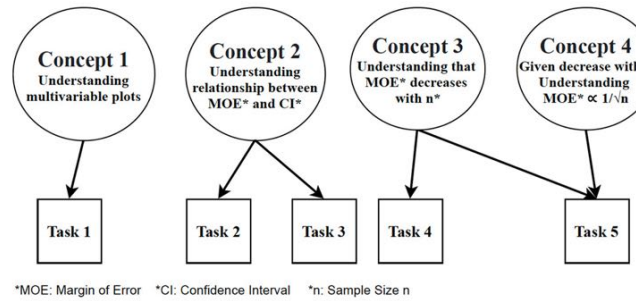 Concept 1
Understanding
multivariable plots
Concept 2
Understanding
relationship between
MOE* and CI*
Concept 3
Understanding that
MOE* decreases
with n*
Concept 4
Given decrease with
Understanding
MOE* ∝ 1/√n
Task 1
Task 2
Task 3
Task 4
Task 5
*MOE: Margin of Error *CI: Confidence Interval *n: Sample Size n